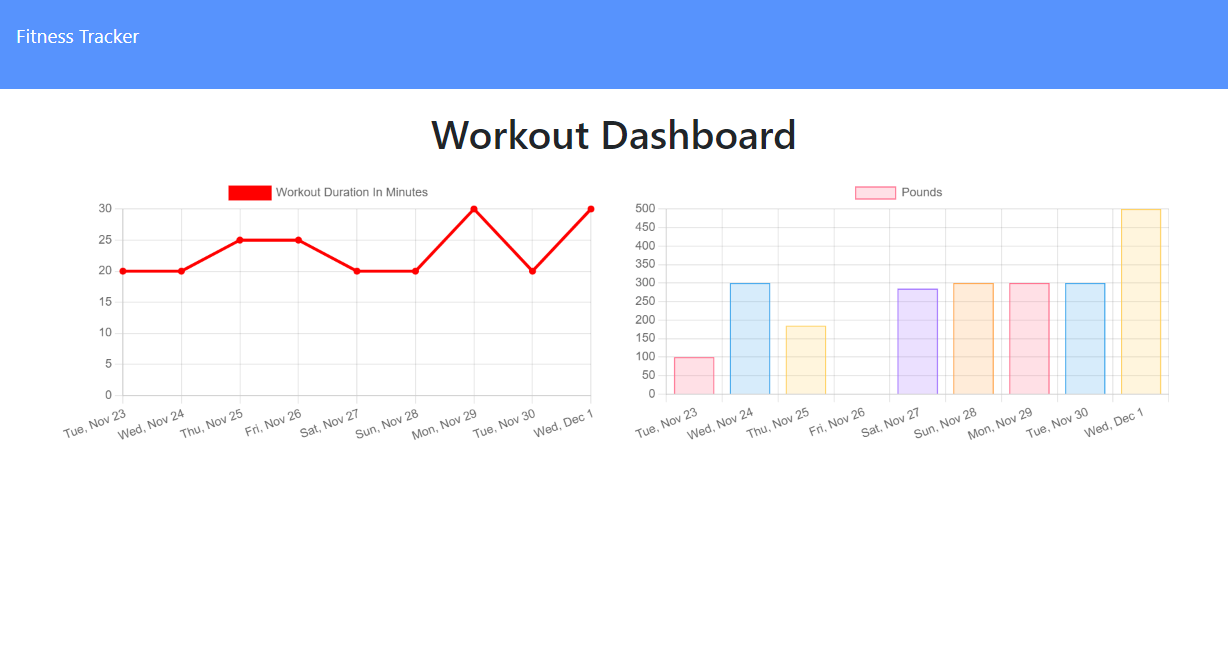 Fitness Tracker
Workout Dashboard
Workout Duration In Minutes
30
25
20
15
10
5
0
Tue, Nov 23
Wed, Nov 24
Thu, Nov 25
Fri, Nov 26
Sat, Nov 27
Sun, Nov 28
Mon, Nov 29
Tue, Nov 30
Wed, Dec 1
Pounds
500
450
400
350
300
250
200
150
100
50
0
Tue, Nov 23
Wed, Nov 24
Thu, Nov 25
Fri, Nov 26
Sat, Nov 27
Sun, Nov 28
Mon, Nov 29
Tue, Nov 30
Wed, Dec 1